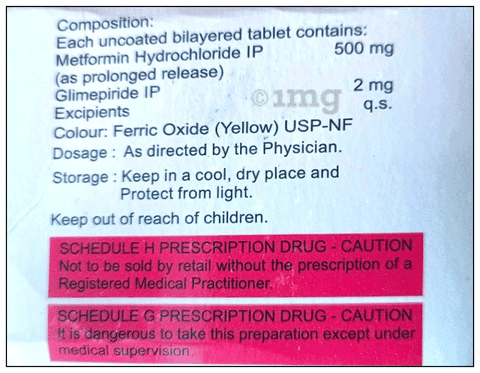 Composition:
Each uncoated bilayered tablet contains:
Metformin Hydrochloride IP 500 mg
(as prolonged release)
Glimepiride IP 2 mg
Excipients q.s.
©1mg
Colour: Ferric Oxide (Yellow) USP-NF
Dosage : As directed by the Physician.
Storage : Keep in a cool, dry place and
Protect from light.
Keep out of reach of children.
SCHEDULE H PRESCRIPTION DRUG - CAUTION
Not to be sold by retail without the prescription of a
Registered Medical Practitioner.
SCHEDULE G PRESCRIPTION DRUG - CAUTION
It is dangerous to take this preparation except under
medical supervision.